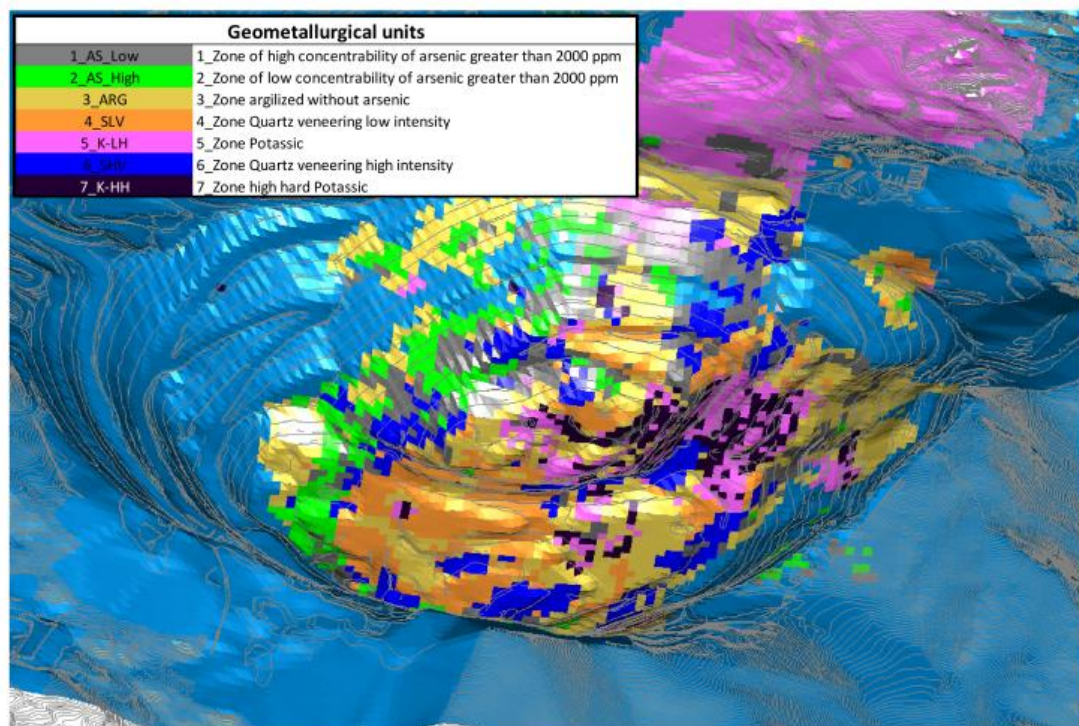 Geometallurgical units
1_AS_Low 1_Zone of high concentrability of arsenic greater than 2000 ppm
2_AS_High 2_Zone of low concentrability of arsenic greater than 2000 ppm
3_ARG 3_Zone argilized without arsenic
4_SLV 4_Zone Quartz veneering low intensity
5_K-LH 5_Zone Potassic
6_SHV 6_Zone Quartz veneering high intensity
7_K-HH 7_Zone high hard Potassic